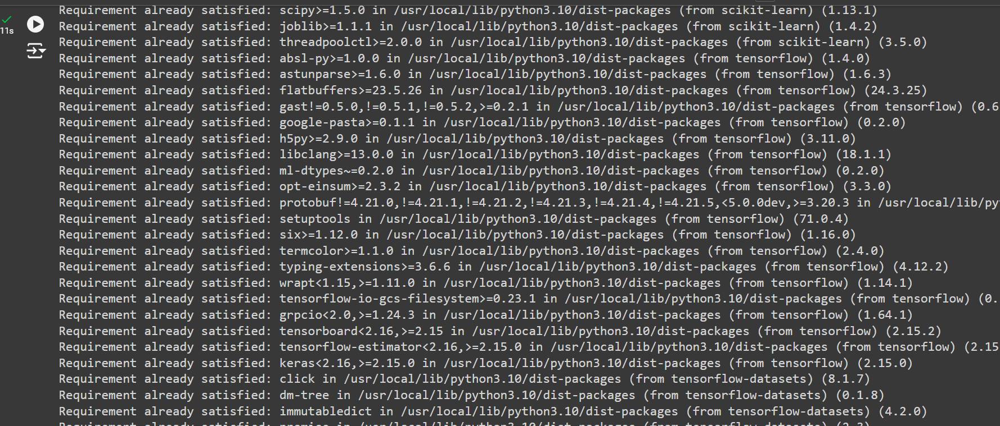 Requirement already satisfied: scipy>=1.5.0 in /usr/local/lib/python3.10/dist-packages (from scikit-learn) (1.13.1)
11s
Requirement already satisfied: joblib>=1.1.1 in /usr/local/lib/python3.10/dist-packages (from scikit-learn) (1.4.2)
Requirement already satisfied: threadpoolctl>=2.0.0 in /usr/local/lib/python3.10/dist-packages (from scikit-learn) (3.5.0)
Requirement already satisfied: absl-py>=1.0.0 in /usr/local/lib/python3.10/dist-packages (from tensorflow) (1.4.0)
Requirement already satisfied: astunparse>=1.6.0 in /usr/local/lib/python3.10/dist-packages (from tensorflow) (1.6.3)
Requirement already satisfied: flatbuffers>=23.5.26 in /usr/local/lib/python3.10/dist-packages (from tensorflow) (24.3.25)
Requirement already satisfied: gast!=0.5.0,!=0.5.1,!=0.5.2,>=0.2.1 in /usr/local/lib/python3.10/dist-packages (from tensorflow) (0.6
Requirement already satisfied: google-pasta>=0.1.1 in /usr/local/lib/python3.10/dist-packages (from tensorflow) (0.2.0)
Requirement already satisfied: h5py>=2.9.0 in /usr/local/lib/python3.10/dist-packages (from tensorflow) (3.11.0)
Requirement already satisfied: libclang>=13.0.0 in /usr/local/lib/python3.10/dist-packages (from tensorflow) (18.1.1)
Requirement already satisfied: ml-dtypes~=0.2.0 in /usr/local/lib/python3.10/dist-packages (from tensorflow) (0.2.0)
Requirement already satisfied: opt-einsum>=2.3.2 in /usr/local/lib/python3.10/dist-packages (from tensorflow) (3.3.0)
Requirement already satisfied: protobuf!=4.21.0,!=4.21.1,!=4.21.2,!=4.21.3,!=4.21.4,!=4.21.5,<5.0.0dev,>=3.20.3 in /usr/local/lib/py
Requirement already satisfied: setuptools in /usr/local/lib/python3.10/dist-packages (from tensorflow) (71.0.4)
Requirement already satisfied: six>=1.12.0 in /usr/local/lib/python3.10/dist-packages (from tensorflow) (1.16.0)
Requirement already satisfied: termcolor>=1.1.0 in /usr/local/lib/python3.10/dist-packages (from tensorflow) (2.4.0)
Requirement already satisfied: typing-extensions>=3.6.6 in /usr/local/lib/python3.10/dist-packages (from tensorflow) (4.12.2)
Requirement already satisfied: wrapt<1.15,>=1.11.0 in /usr/local/lib/python3.10/dist-packages (from tensorflow) (1.14.1)
Requirement already satisfied: tensorflow-io-gcs-filesystem>=0.23.1 in /usr/local/lib/python3.10/dist-packages (from tensorflow) (0.
Requirement already satisfied: grpcio<2.0,>=1.24.3 in /usr/local/lib/python3.10/dist-packages (from tensorflow) (1.64.1)
Requirement already satisfied: tensorboard<2.16,>=2.15 in /usr/local/lib/python3.10/dist-packages (from tensorflow) (2.15.2)
Requirement already satisfied: tensorflow-estimator<2.16,>=2.15.0 in /usr/local/lib/python3.10/dist-packages (from tensorflow) (2.15
Requirement already satisfied: keras<2.16,>=2.15.0 in /usr/local/lib/python3.10/dist-packages (from tensorflow) (2.15.0)
Requirement already satisfied: click in /usr/local/lib/python3.10/dist-packages (from tensorflow-datasets) (8.1.7)
Requirement already satisfied: dm-tree in /usr/local/lib/python3.10/dist-packages (from tensorflow-datasets) (0.1.8)
Requirement already satisfied: immutabledict in /usr/local/lib/python3.10/dist-packages (from tensorflow-datasets) (4.2.0)
Requirement already satisfied: promise in /usr/local/lib/python3.10/dist-packages (from tensorflow-datasets) (2.3)